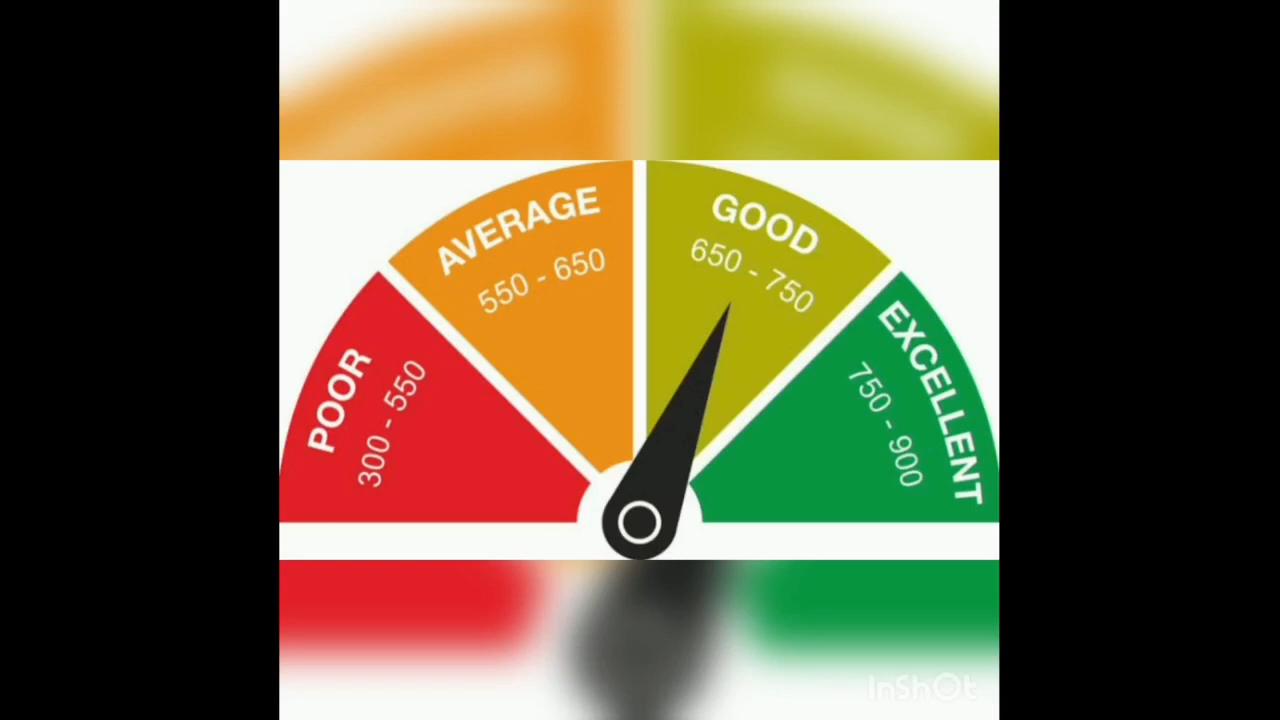 POOR
300 - 550
AVERAGE
550 - 650
GOOD
650 - 750
EXCELLENT
750 - 900
InShOt